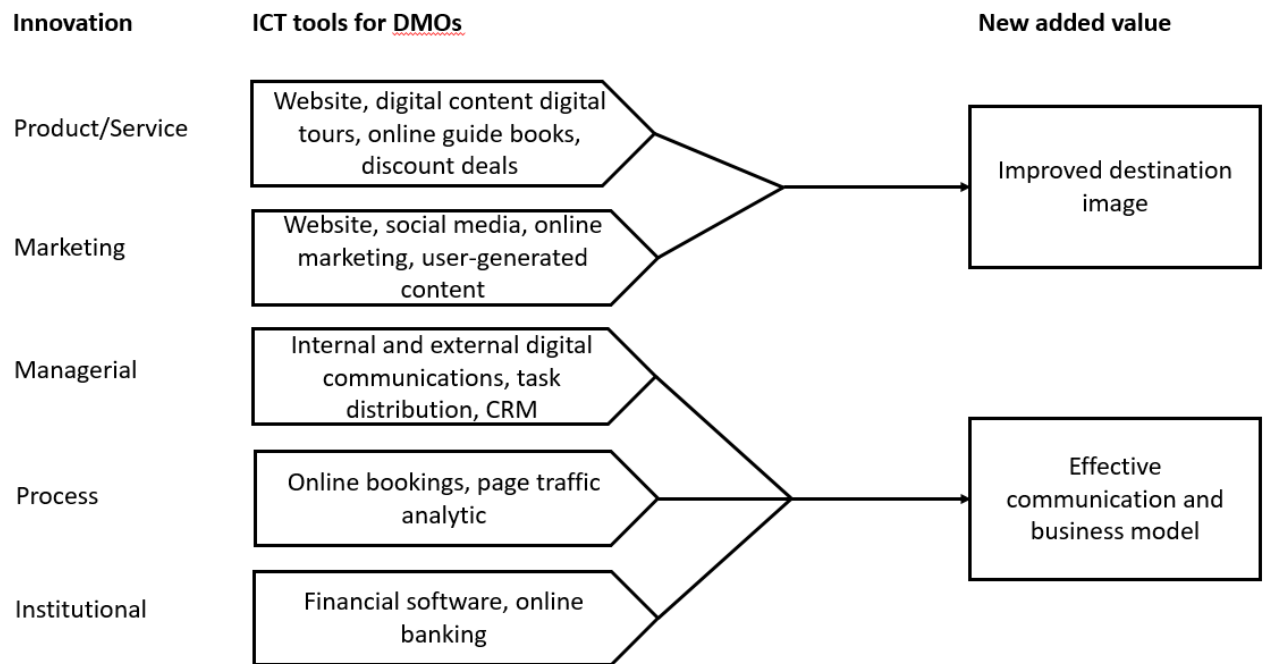 Innovation
ICT tools for DMOs
New added value
Product/Service
Website, digital content digital
tours, online guide books,
discount deals
Improved destination
image
Marketing
Website, social media, online
marketing, user-generated
content
Managerial
Internal and external digital
communications, task
distribution, CRM
Process
Online bookings, page traffic
analytic
Effective
communication and
business model
Institutional
Financial software, online
banking